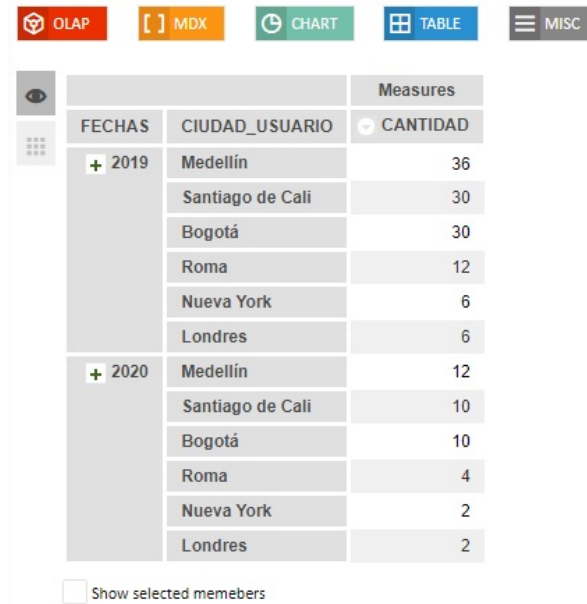 OLAP MDX CHART TABLE MISC
Measures
FECHAS CIUDAD_USUARIO CANTIDAD
+ 2019 Medellín 36
Santiago de Cali 30
Bogotá 30
Roma 12
Nueva York 6
Londres 6
+ 2020 Medellín 12
Santiago de Cali 10
Bogotá 10
Roma 4
Nueva York 2
Londres 2
Show selected memebers